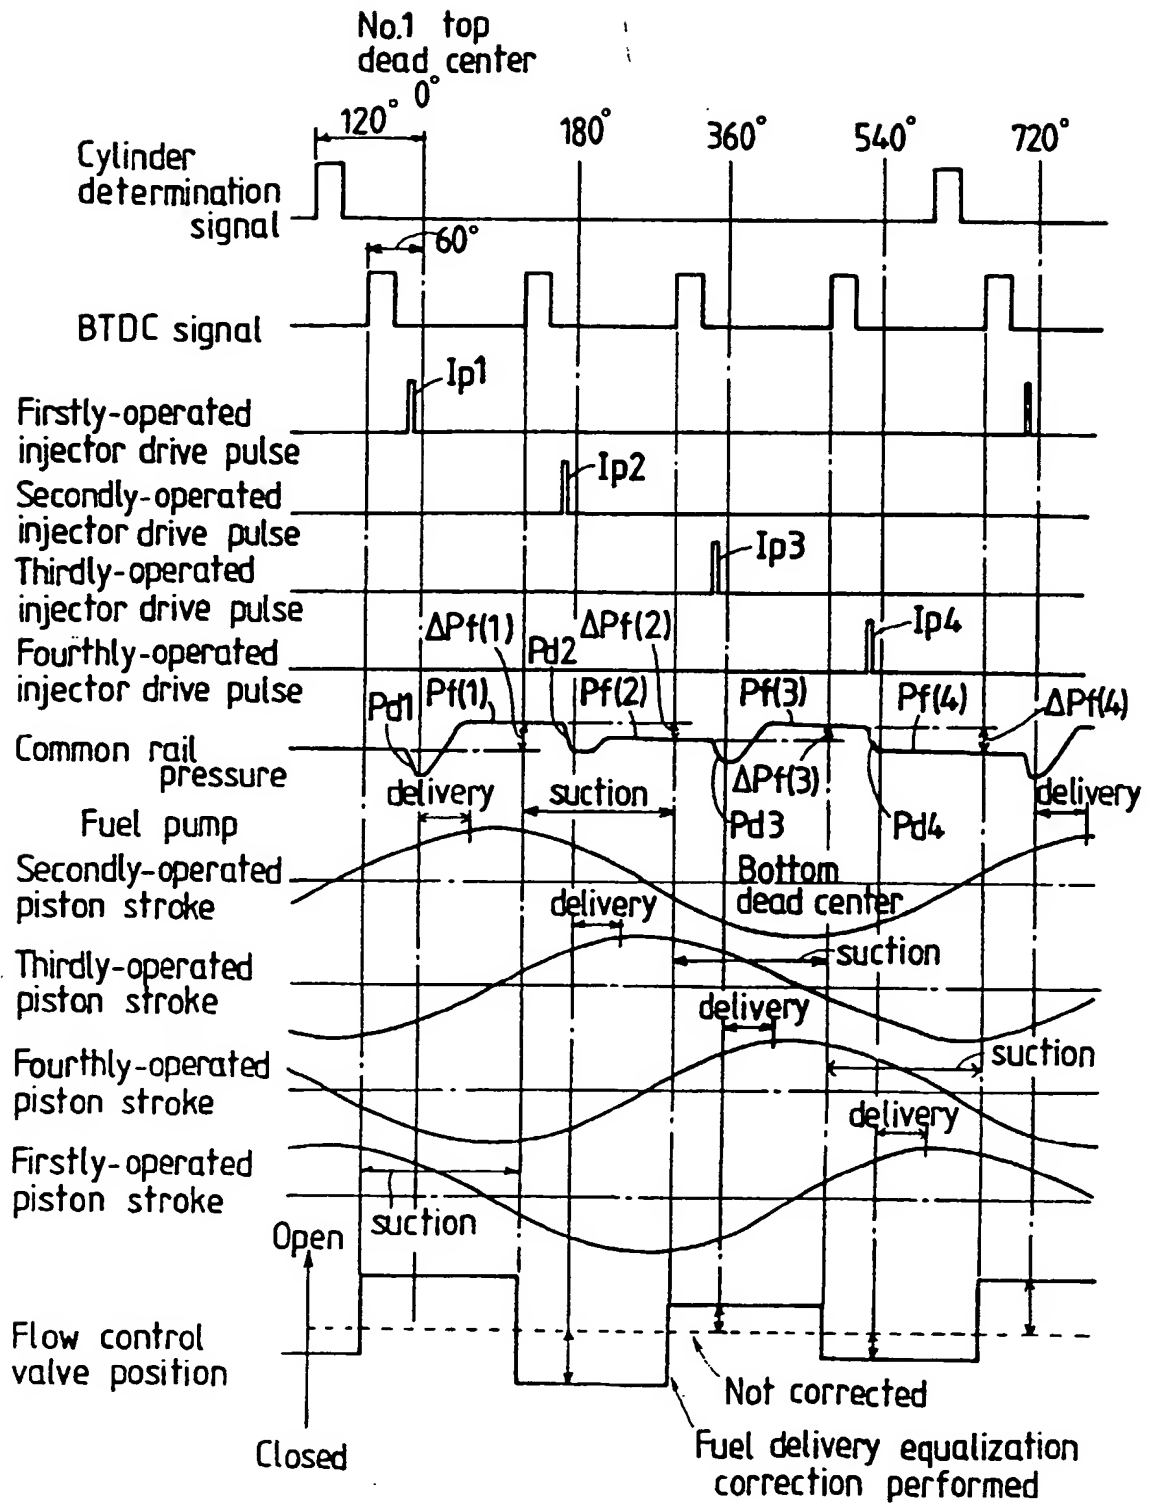 No.1 top
dead center
0°
120°
180°
360°
540°
720°
Cylinder
determination
signal
60°
BTDC signal
Ip1
Firstly-operated
injector drive pulse
Ip2
Secondly-operated
injector drive pulse
Ip3
Thirdly-operated
injector drive pulse
ΔPf(1)
Pd2
ΔPf(2)
Ip4
Fourthly-operated
injector drive pulse
Pd1
Pf(1)
Pf(2)
Pf(3)
Pf(4)
ΔPf(4)
Common rail
pressure
ΔPf(3)
delivery
suction
delivery
Pd3
Pd4
Fuel pump
Secondly-operated
piston stroke
Bottom
dead center
delivery
suction
Thirdly-operated
piston stroke
delivery
suction
Fourthly-operated
piston stroke
delivery
Firstly-operated
piston stroke
suction
Open
Flow control
valve position
Not corrected
Closed
Fuel delivery equalization
correction performed